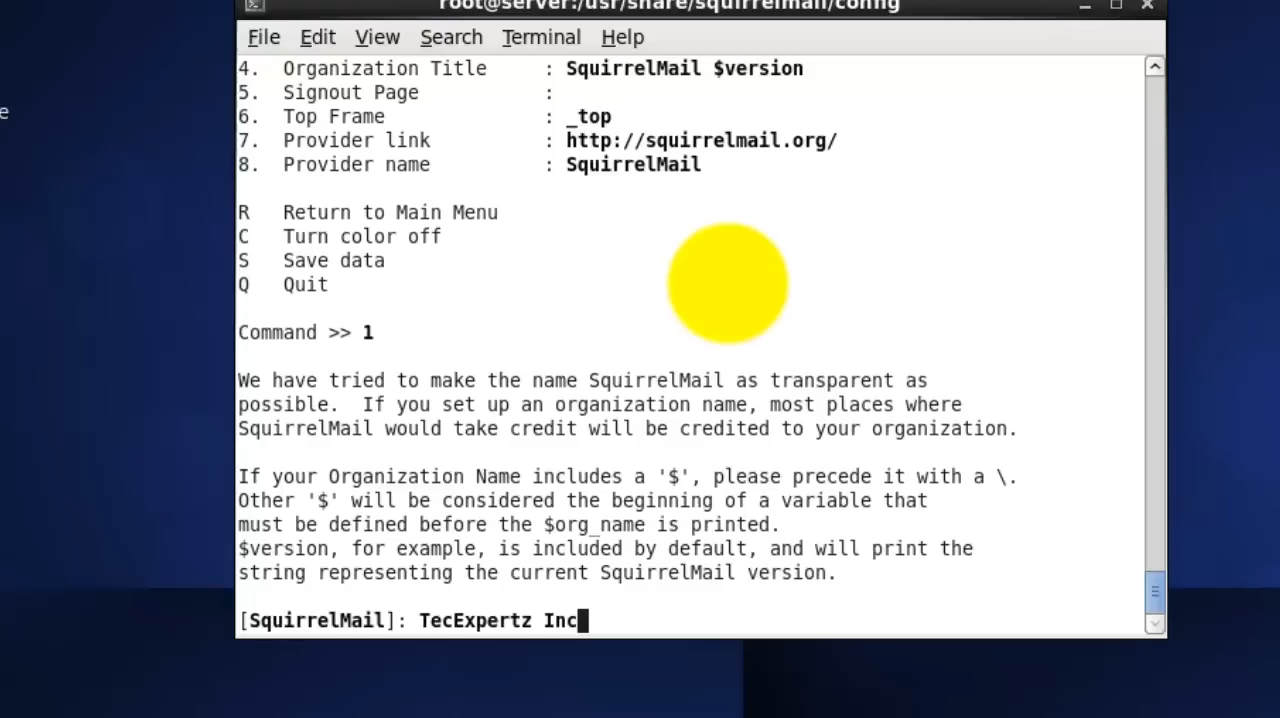 root@server:/usr/share/squirrelmail/config
File Edit View Search Terminal Help
4. Organization Title : SquirrelMail $version
5. Signout Page :
6. Top Frame : _top
7. Provider link : http://squirrelmail.org/
8. Provider name : SquirrelMail
R Return to Main Menu
C Turn color off
S Save data
Q Quit
Command >> 1
We have tried to make the name SquirrelMail as transparent as
possible. If you set up an organization name, most places where
SquirrelMail would take credit will be credited to your organization.
If your Organization Name includes a '$', please precede it with a \.
Other '$' will be considered the beginning of a variable that
must be defined before the $org_name is printed.
$version, for example, is included by default, and will print the
string representing the current SquirrelMail version.
[SquirrelMail]: TecExpertz Inc